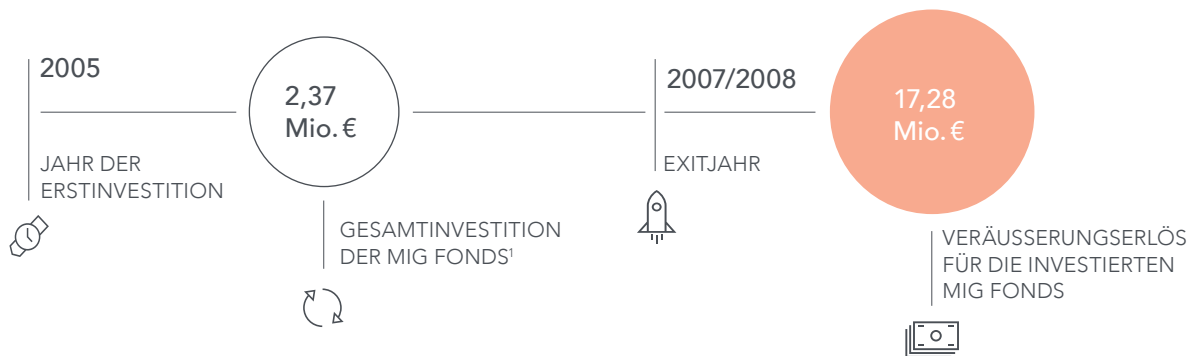 2005
JAHR DER
ERSTINVESTITION
2,37
Mio. €
GESAMTINVESTITION
DER MIG FONDS¹
2007/2008
EXITJAHR
17,28
Mio. €
VERÄUSSERUNGSERLÖS
FÜR DIE INVESTIERTEN
MIG FONDS